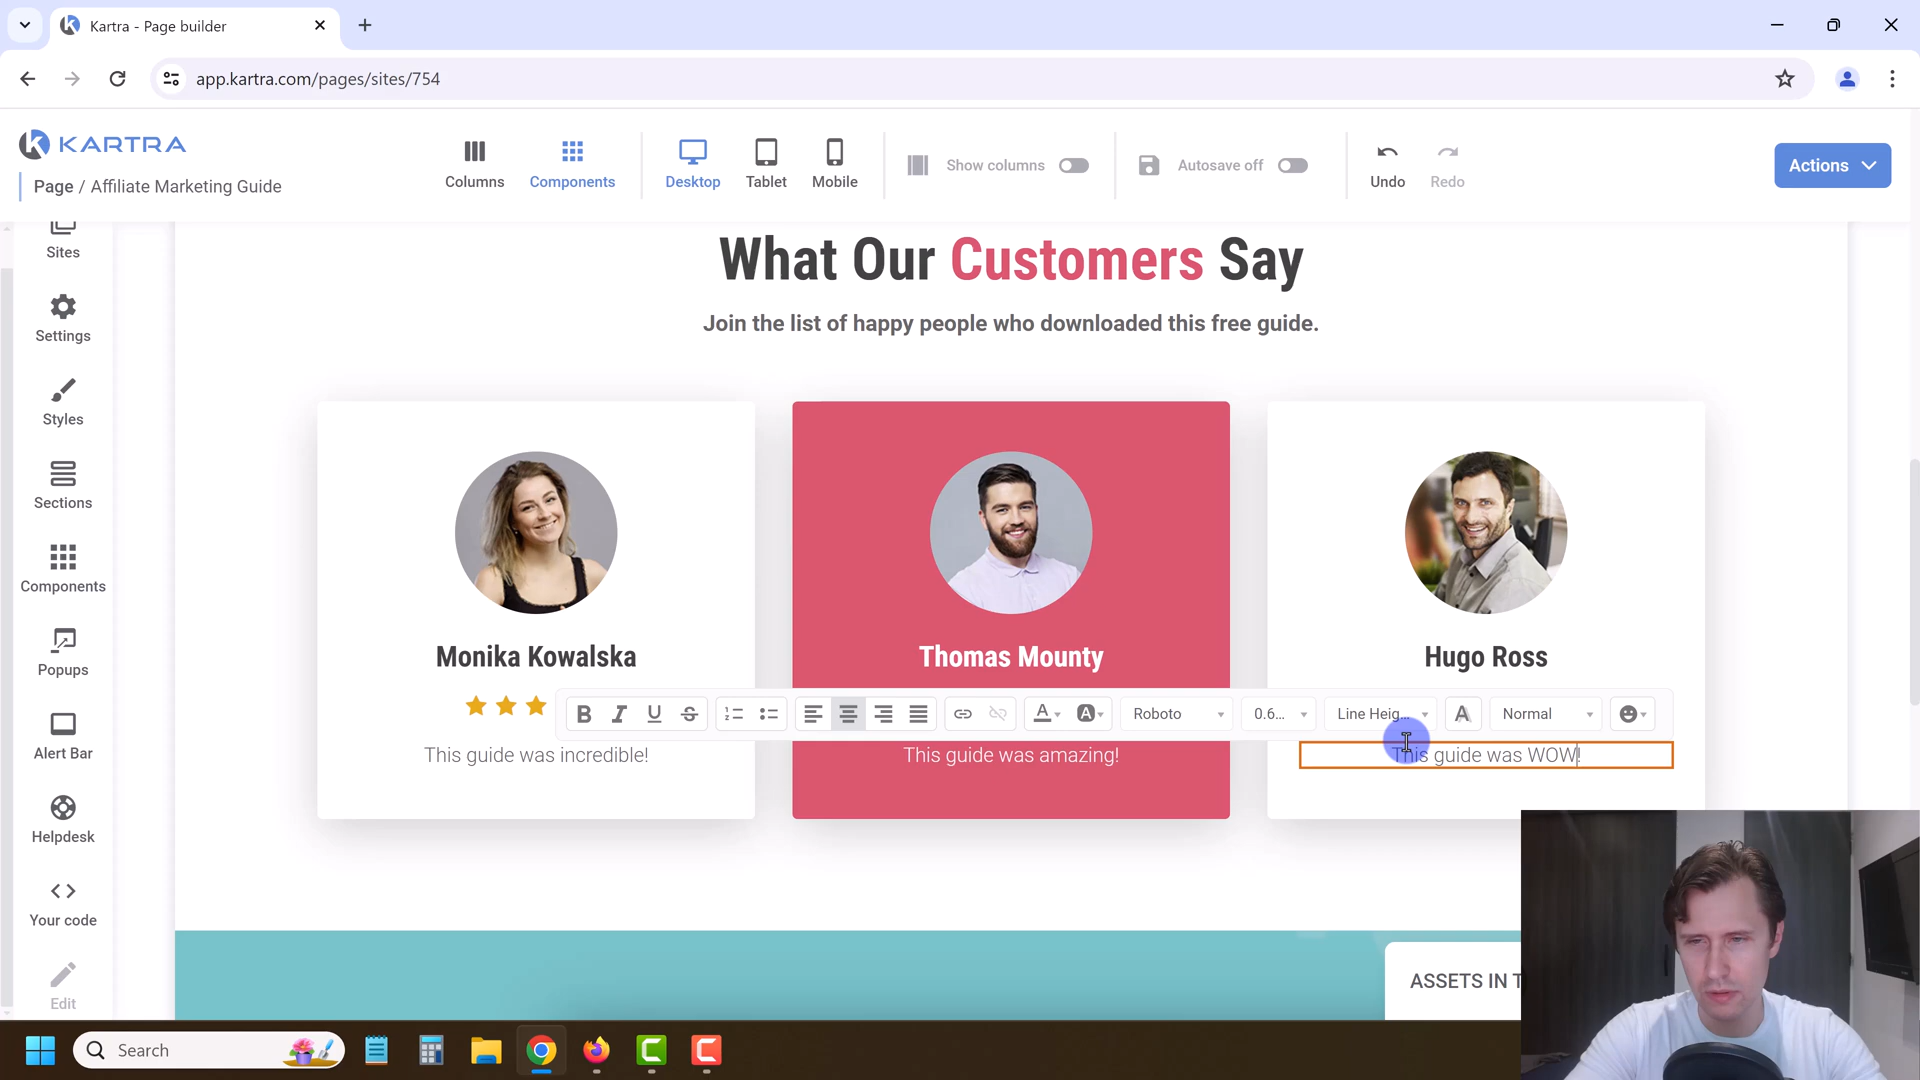 Kartra - Page builder
app.kartra.com/pages/sites/754
KARTRA
Page / Affiliate Marketing Guide
Columns
Components
Desktop
Tablet
Mobile
Show columns
Autosave off
Undo
Redo
Actions
Sites
Settings
Styles
Sections
Components
Popups
Alert Bar
Helpdesk
Your code
Edit
What Our Customers Say
Join the list of happy people who downloaded this free guide.
Monika Kowalska
Thomas Mounty
Hugo Ross
B I U S
Roboto
0.6...
Line Heig...
Normal
This guide was incredible!
This guide was amazing!
This guide was WOW!
ASSETS IN T
Search